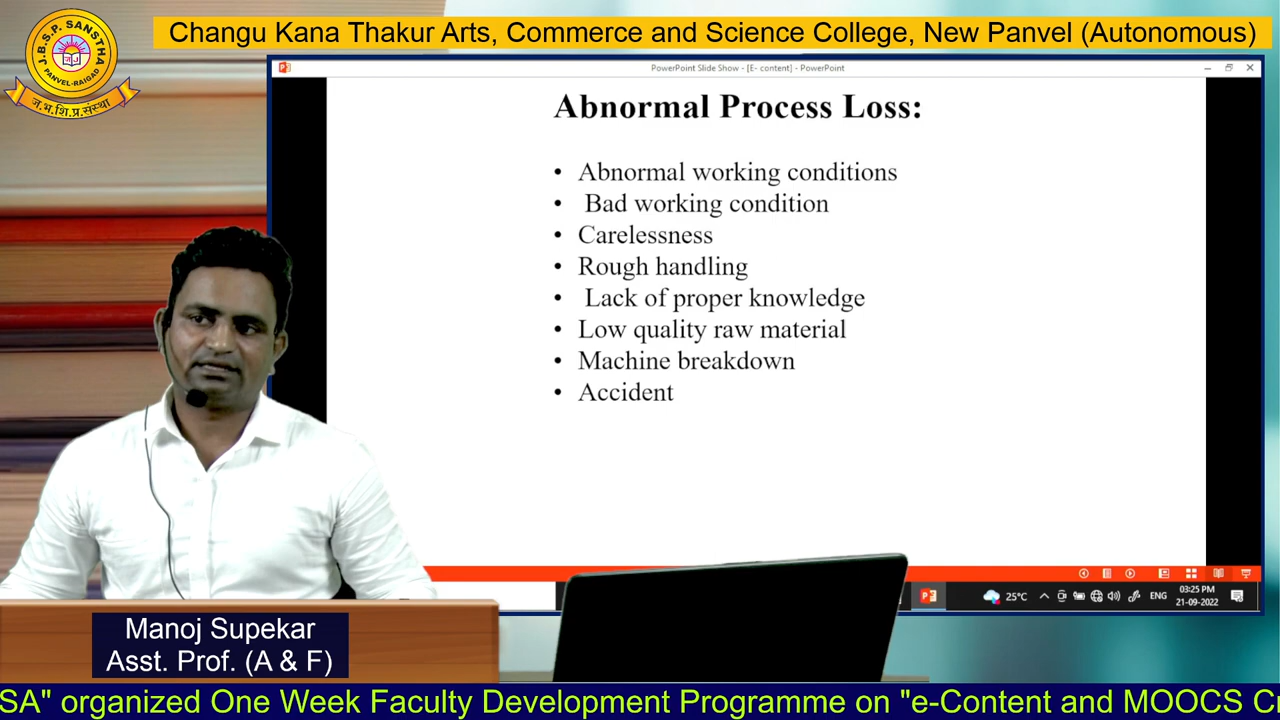 J.B.S.P. SANSTHA
PANVEL-RAIGAD
ज.भ.शि.प्र.संस्था
Changu Kana Thakur Arts, Commerce and Science College, New Panvel (Autonomous)
PowerPoint Slide Show - [E- content] - PowerPoint
Abnormal Process Loss:
• Abnormal working conditions
• Bad working condition
• Carelessness
• Rough handling
• Lack of proper knowledge
• Low quality raw material
• Machine breakdown
• Accident
25°C
ENG
03:25 PM
21-09-2022
Manoj Supekar
Asst. Prof. (A & F)
SA" organized One Week Faculty Development Programme on "e-Content and MOOCS